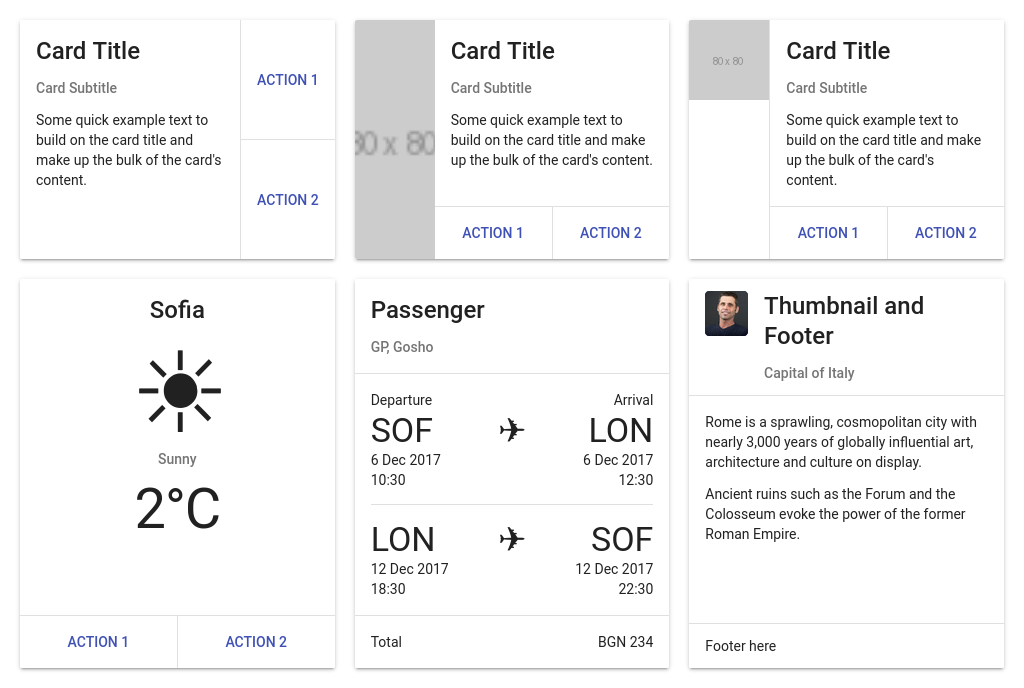 Card Title
Card Subtitle
Some quick example text to
build on the card title and
make up the bulk of the card's
content.
ACTION 1
ACTION 2
80 x 80
Card Title
Card Subtitle
Some quick example text to
build on the card title and make
up the bulk of the card's content.
ACTION 1
ACTION 2
80 x 80
Card Title
Card Subtitle
Some quick example text to
build on the card title and make
up the bulk of the card's
content.
ACTION 1
ACTION 2
Sofia
Sunny
2°C
ACTION 1
ACTION 2
Passenger
GP, Gosho
Departure Arrival
SOF ✈ LON
6 Dec 2017 6 Dec 2017
10:30 12:30
LON ✈ SOF
12 Dec 2017 12 Dec 2017
18:30 22:30
Total BGN 234
Thumbnail and
Footer
Capital of Italy
Rome is a sprawling, cosmopolitan city with
nearly 3,000 years of globally influential art,
architecture and culture on display.
Ancient ruins such as the Forum and the
Colosseum evoke the power of the former
Roman Empire.
Footer here